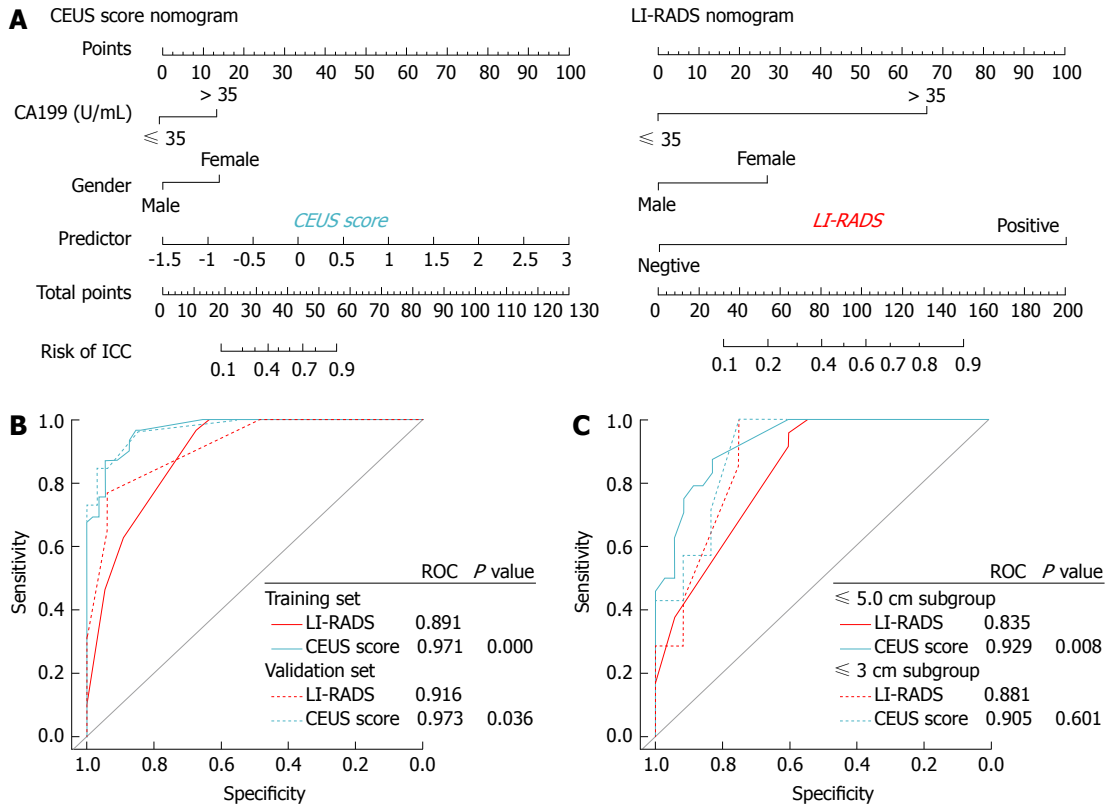 A
CEUS score nomogram
LI-RADS nomogram
Points
0 10 20 30 40 50 60 70 80 90 100
0 10 20 30 40 50 60 70 80 90 100
CA199 (U/mL)
> 35
≤ 35
> 35
≤ 35
Gender
Female
Male
Female
Male
Predictor
CEUS score
-1.5 -1 -0.5 0 0.5 1 1.5 2 2.5 3
LI-RADS
Positive
Negtive
Total points
0 10 20 30 40 50 60 70 80 90 100 110 120 130
0 20 40 60 80 100 120 140 160 180 200
Risk of ICC
0.1 0.4 0.7 0.9
0.1 0.2 0.4 0.6 0.7 0.8 0.9
B
Sensitivity
1.0
0.8
0.6
0.4
0.2
0.0
ROC P value
Training set
LI-RADS 0.891
CEUS score 0.971 0.000
Validation set
LI-RADS 0.916
CEUS score 0.973 0.036
1.0 0.8 0.6 0.4 0.2 0.0
Specificity
C
Sensitivity
1.0
0.8
0.6
0.4
0.2
0.0
ROC P value
≤ 5.0 cm subgroup
LI-RADS 0.835
CEUS score 0.929 0.008
≤ 3 cm subgroup
LI-RADS 0.881
CEUS score 0.905 0.601
1.0 0.8 0.6 0.4 0.2 0.0
Specificity